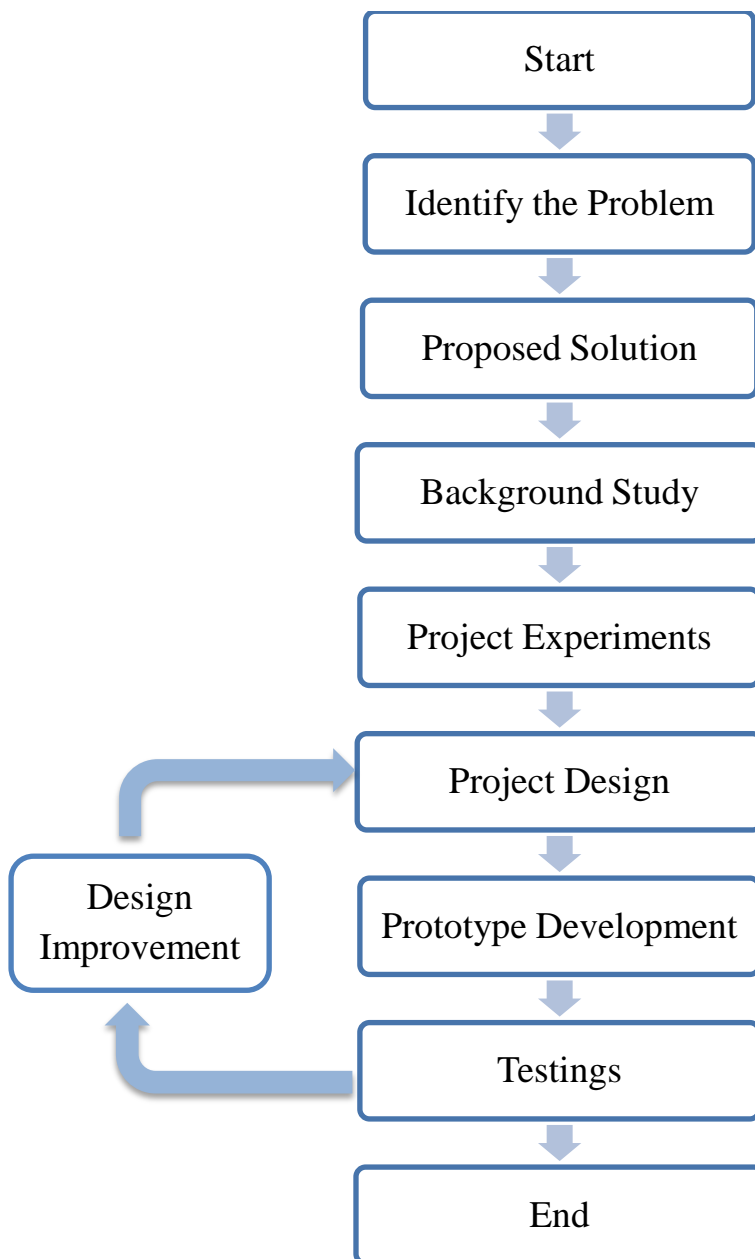 Start
Identify the Problem
Proposed Solution
Background Study
Project Experiments
Project Design
Design
Improvement
Prototype Development
Testings
End